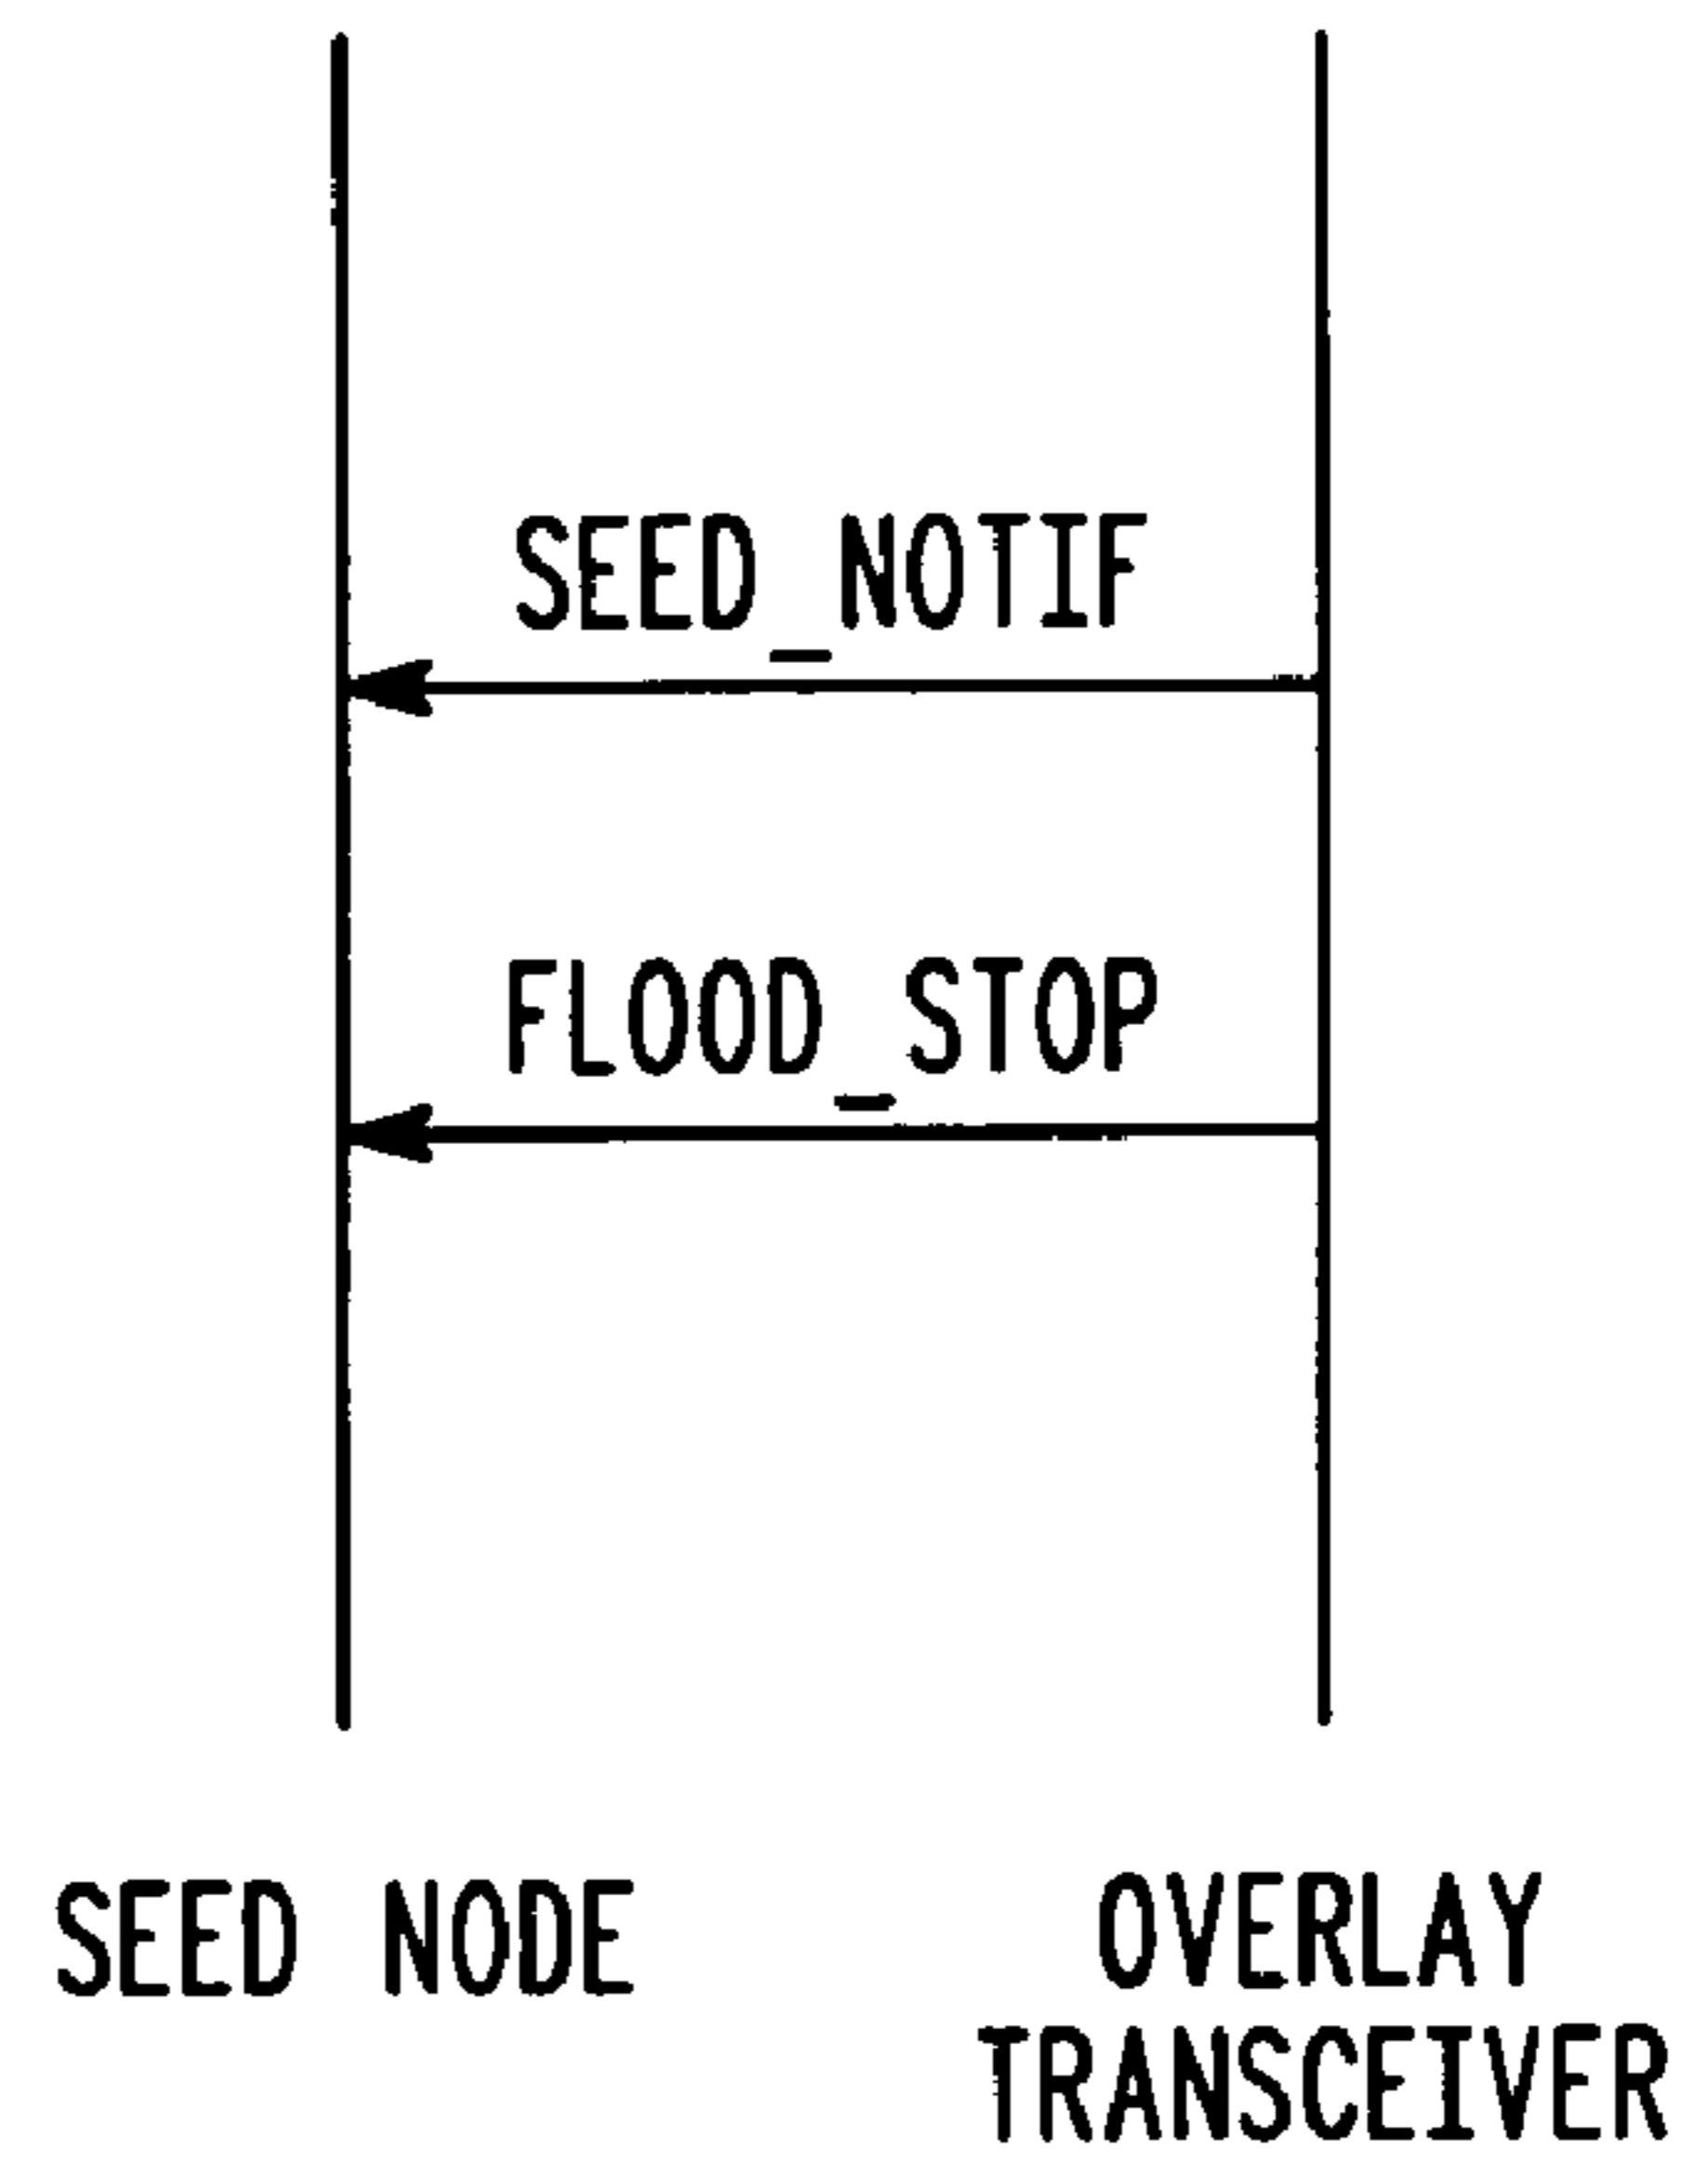 SEED_NOTIF
FLOOD_STOP
SEED NODE
OVERLAY
TRANSCEIVER